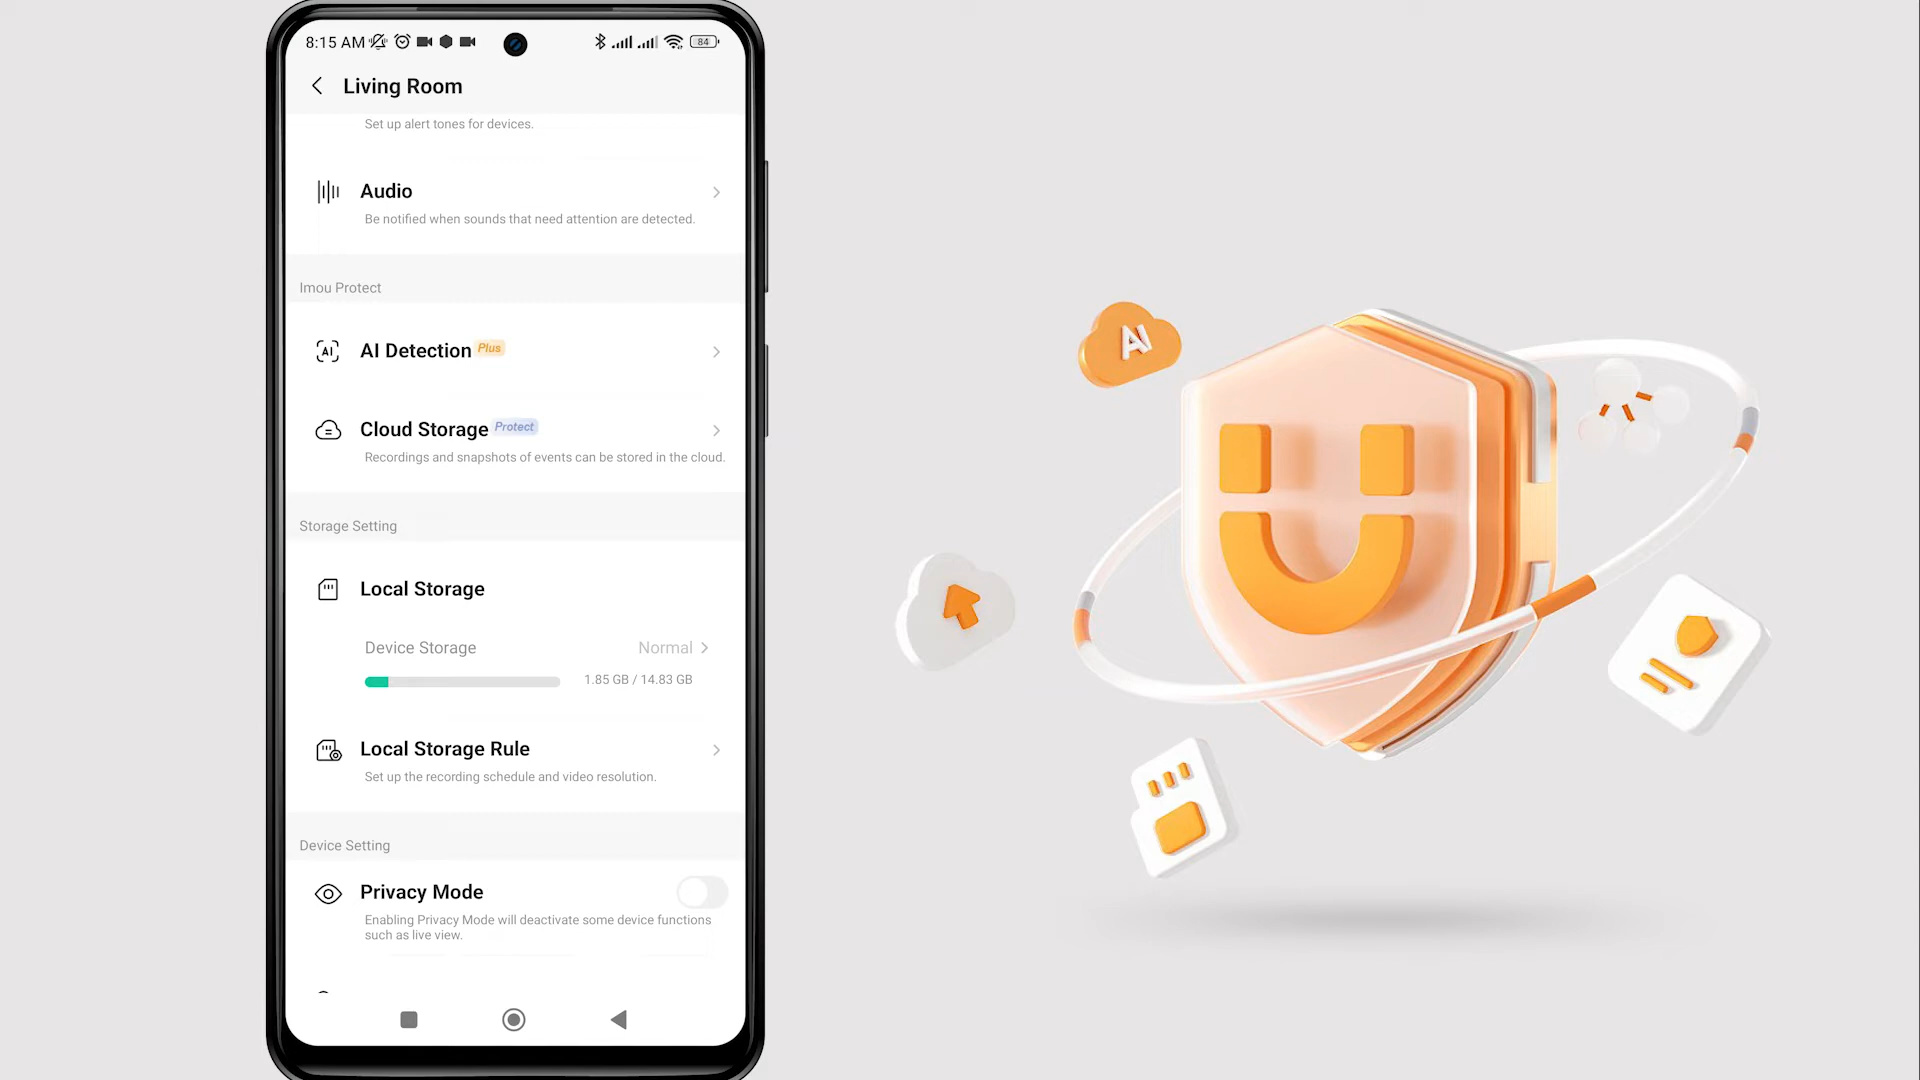 8:15 AM
84
Living Room
Set up alert tones for devices.
Audio
Be notified when sounds that need attention are detected.
Imou Protect
AI
AI Detection Plus
Cloud Storage Protect
Recordings and snapshots of events can be stored in the cloud.
Storage Setting
Local Storage
Device Storage
Normal
1.85 GB / 14.83 GB
Local Storage Rule
Set up the recording schedule and video resolution.
Device Setting
Privacy Mode
Enabling Privacy Mode will deactivate some device functions
such as live view.
AI